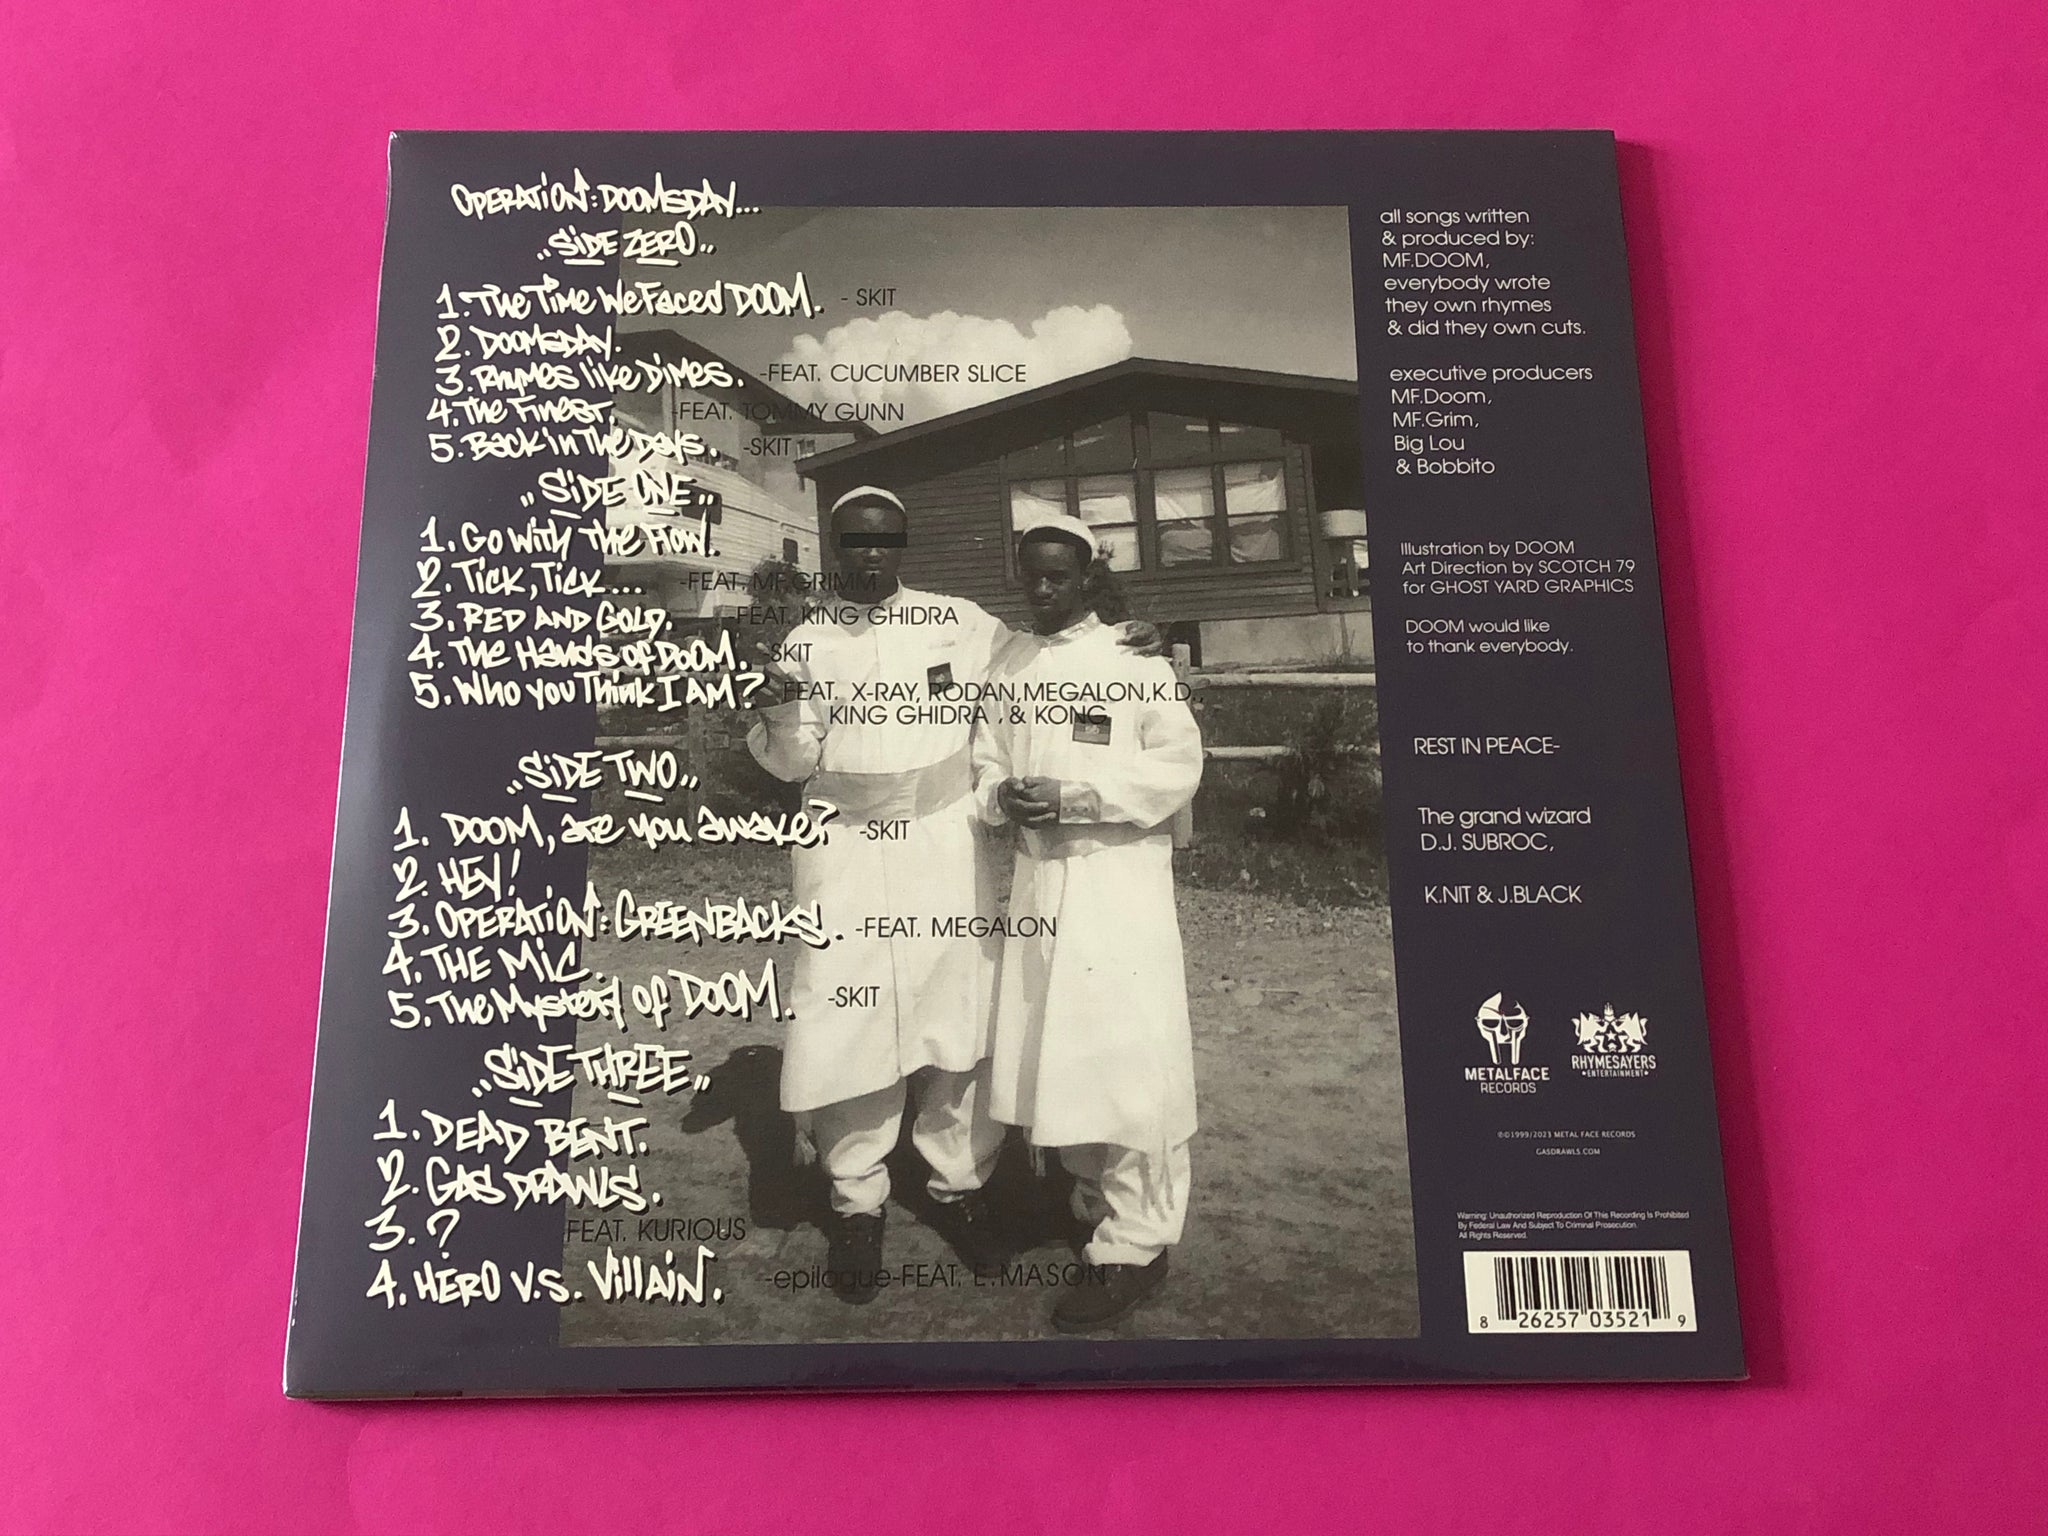 OPERATION: DOOMSDAY...
,,SiDE ZERO,,
1. The Time We Faced DOOM. - SKIT
2. DOOMSDAY.
3. Rhymes like Dimes. -FEAT. CUCUMBER SLICE
4. The Finest. -FEAT. TOMMY GUNN
5. Back in The Days. -SKIT
,,SiDE ONE,,
1. Go With The Flow.
2. Tick, Tick... -FEAT. MF.GRIMM
3. RED AND GOLD. -FEAT. KING GHIDRA
4. The Hands of DOOM. -SKIT
5. Who you Think I AM? FEAT. X-RAY, RODAN,MEGALON,K.D.,
KING GHIDRA , & KONG
,,SiDE TWO,,
1. DOOM, are you awake? -SKIT
2. HEY!
3. OPERATION: GREENBACKS. -FEAT. MEGALON
4. THE MIC.
5. The Mystery of DOOM. -SKIT
,,SiDE THREE,,
1. DEAD BENT.
2. GAS DRAWLS.
3. ? FEAT. KURIOUS
4. HERO V.S. VillAiN. -epilogue-FEAT. E.MASON
all songs written
& produced by:
MF.DOOM,
everybody wrote
they own rhymes
& did they own cuts.
executive producers
MF.Doom,
MF.Grim,
Big Lou
& Bobbito
Illustration by DOOM
Art Direction by SCOTCH 79
for GHOST YARD GRAPHICS
DOOM would like
to thank everybody.
REST IN PEACE-
The grand wizard
D.J. SUBROC,
K.NIT & J.BLACK
METALFACE
RECORDS
RHYMESAYERS
ENTERTAINMENT
℗©1999/2023 METAL FACE RECORDS
GASDRAWLS.COM
Warning: Unauthorized Reproduction Of This Recording Is Prohibited
By Federal Law And Subject To Criminal Prosecution.
All Rights Reserved.
8 26257 03521 9